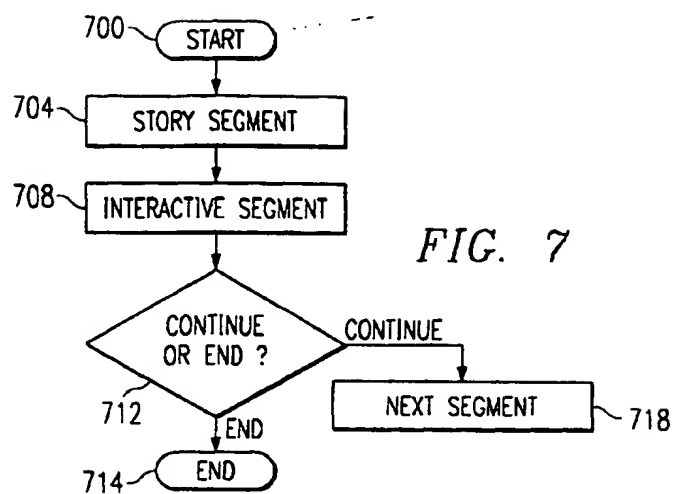 700
START
704
STORY SEGMENT
708
INTERACTIVE SEGMENT
FIG. 7
CONTINUE
OR END ?
CONTINUE
712
NEXT SEGMENT
718
END
714
END